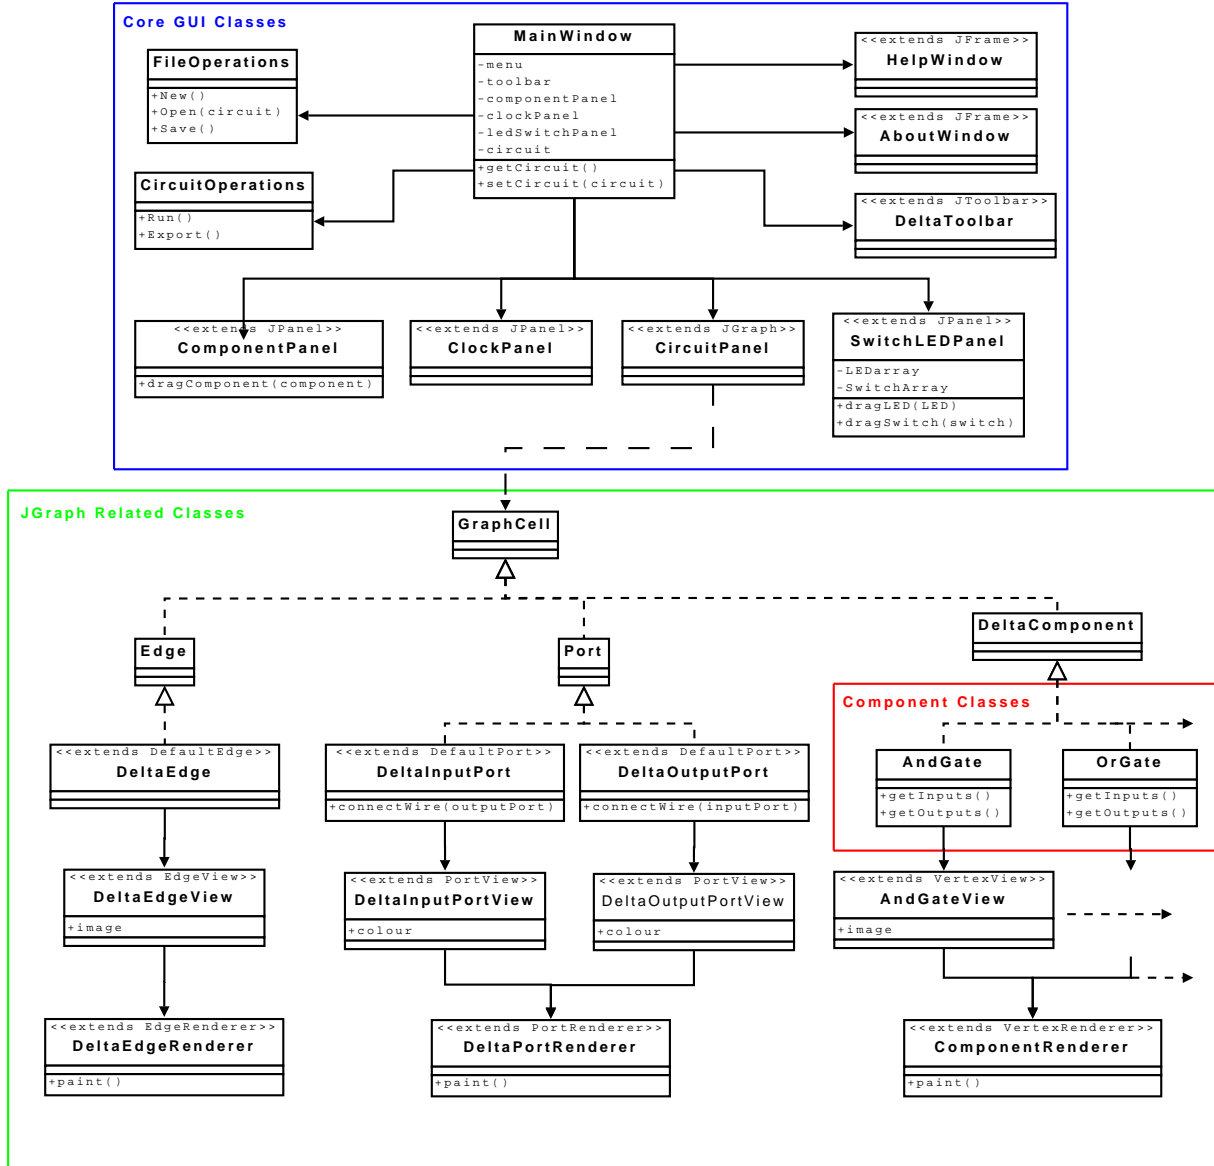 Core GUI Classes
MainWindow
-menu
-toolbar
-componentPanel
-clockPanel
-ledSwitchPanel
-circuit
+getCircuit()
+setCircuit(circuit)
FileOperations
+New()
+Open(circuit)
+Save()
CircuitOperations
+Run()
+Export()
<<extends JFrame>>
HelpWindow
<<extends JFrame>>
AboutWindow
<<extends JToolbar>>
DeltaToolbar
<<extends JPanel>>
ComponentPanel
+dragComponent(component)
<<extends JPanel>>
ClockPanel
<<extends JGraph>>
CircuitPanel
<<extends JPanel>>
SwitchLEDPanel
-LEDarray
-SwitchArray
+dragLED(LED)
+dragSwitch(switch)
JGraph Related Classes
GraphCell
Edge
Port
DeltaComponent
Component Classes
<<extends DefaultEdge>>
DeltaEdge
<<extends DefaultPort>>
DeltaInputPort
+connectWire(outputPort)
<<extends DefaultPort>>
DeltaOutputPort
+connectWire(inputPort)
AndGate
+getInputs()
+getOutputs()
OrGate
+getInputs()
+getOutputs()
<<extends EdgeView>>
DeltaEdgeView
+image
<<extends PortView>>
DeltaInputPortView
+colour
<<extends PortView>>
DeltaOutputPortView
+colour
<<extends VertexView>>
AndGateView
+image
<<extends EdgeRenderer>>
DeltaEdgeRenderer
+paint()
<<extends PortRenderer>>
DeltaPortRenderer
+paint()
<<extends VertexRenderer>>
ComponentRenderer
+paint()